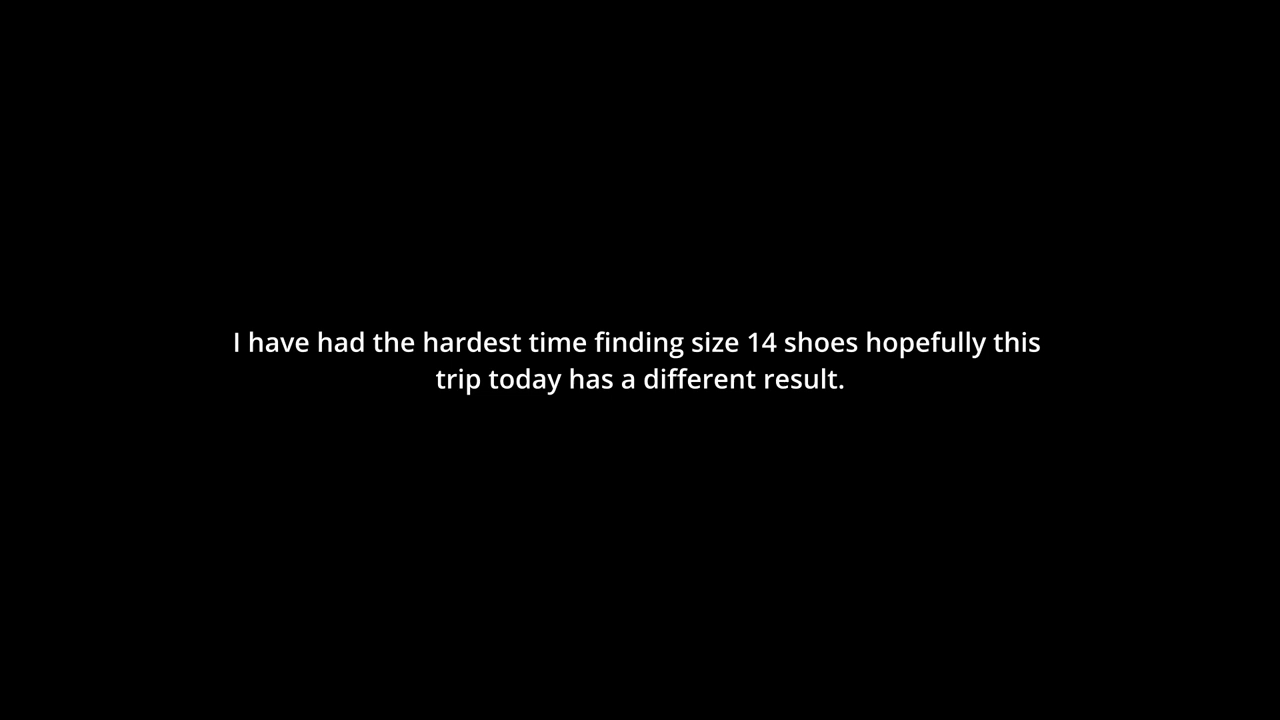 I have had the hardest time finding size 14 shoes hopefully this
trip today has a different result.